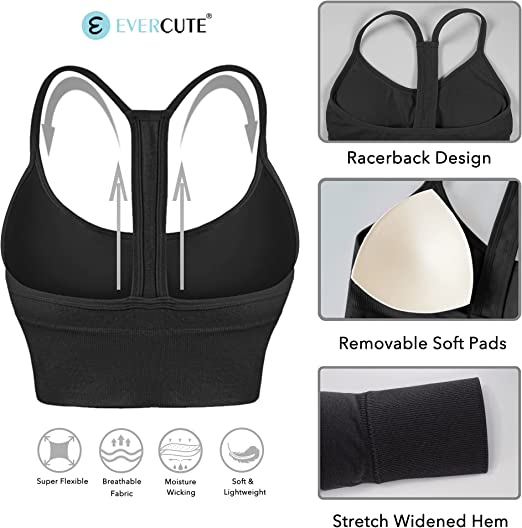 EVERCUTE®
Racerback Design
Removable Soft Pads
Stretch Widened Hem
Super Flexible
Breathable
Fabric
Moisture
Wicking
Soft &
Lightweight